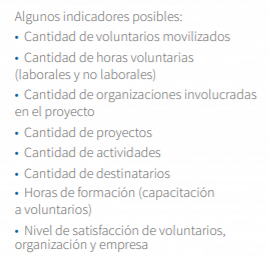 Algunos indicadores posibles:
• Cantidad de voluntarios movilizados
• Cantidad de horas voluntarias
(laborales y no laborales)
• Cantidad de organizaciones involucradas
en el proyecto
• Cantidad de proyectos
• Cantidad de actividades
• Cantidad de destinatarios
• Horas de formación (capacitación
a voluntarios)
• Nivel de satisfacción de voluntarios,
organización y empresa